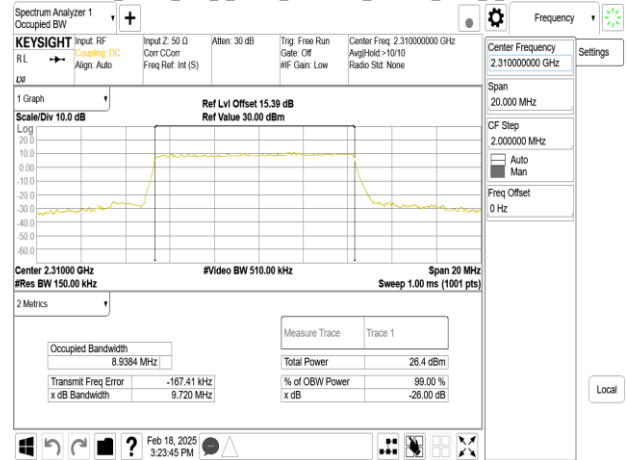 Spectrum Analyzer 1
Occupied BW
+
Frequency
KEYSIGHT
RL
LXI
Input: RF
Coupling: DC
Align: Auto
Input Z: 50 Ω
Corr CCorr
Freq Ref: Int (S)
Atten: 30 dB
Trig: Free Run
Gate: Off
#IF Gain: Low
Center Freq: 2.310000000 GHz
Avg|Hold:>10/10
Radio Std: None
Center Frequency
2.310000000 GHz
Settings
Span
20.000 MHz
CF Step
2.000000 MHz
Auto
Man
Freq Offset
0 Hz
Local
1 Graph
Scale/Div 10.0 dB
Ref Lvl Offset 15.39 dB
Ref Value 30.00 dBm
Log
20.0
10.0
0.00
-10.0
-20.0
-30.0
-40.0
-50.0
-60.0
Center 2.31000 GHz
#Video BW 510.00 kHz
Span 20 MHz
#Res BW 150.00 kHz
Sweep 1.00 ms (1001 pts)
2 Metrics
Measure Trace Trace 1
Occupied Bandwidth
8.9384 MHz
Total Power 26.4 dBm
Transmit Freq Error -167.41 kHz
% of OBW Power 99.00 %
x dB Bandwidth 9.720 MHz
x dB -26.00 dB
?
Feb 18, 2025
3:23:45 PM